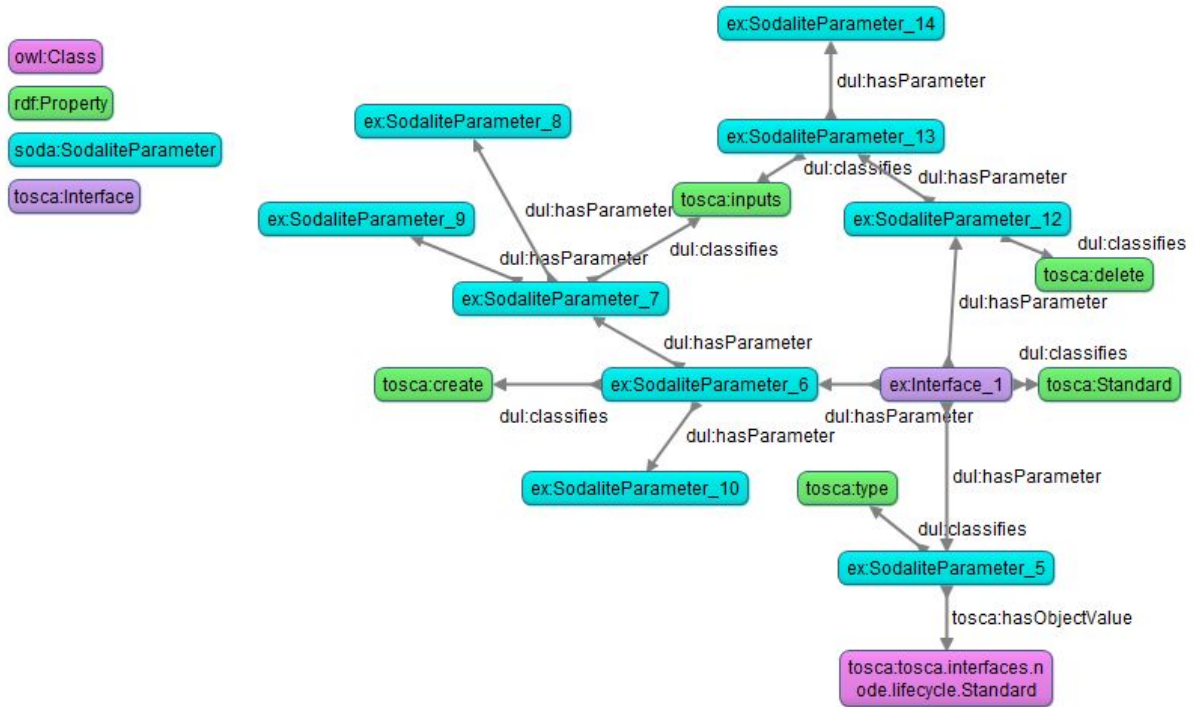 ex:SodaliteParameter_14
owl:Class
dul:hasParameter
rdf:Property
ex:SodaliteParameter_8
ex:SodaliteParameter_13
soda:SodaliteParameter
dul:classifies
dul:hasParameter
tosca:Interface
tosca:inputs
dul:hasParameter
ex:SodaliteParameter_9
ex:SodaliteParameter_12
dul:classifies
dul:classifies
dul:hasParameter
tosca:delete
ex:SodaliteParameter_7
dul:hasParameter
dul:hasParameter
dul:classifies
tosca:create
ex:SodaliteParameter_6
ex:Interface_1
tosca:Standard
dul:classifies
dul:hasParameter
dul:hasParameter
dul:hasParameter
ex:SodaliteParameter_10
tosca:type
dul:classifies
ex:SodaliteParameter_5
tosca:hasObjectValue
tosca:tosca.interfaces.n
ode.lifecycle.Standard